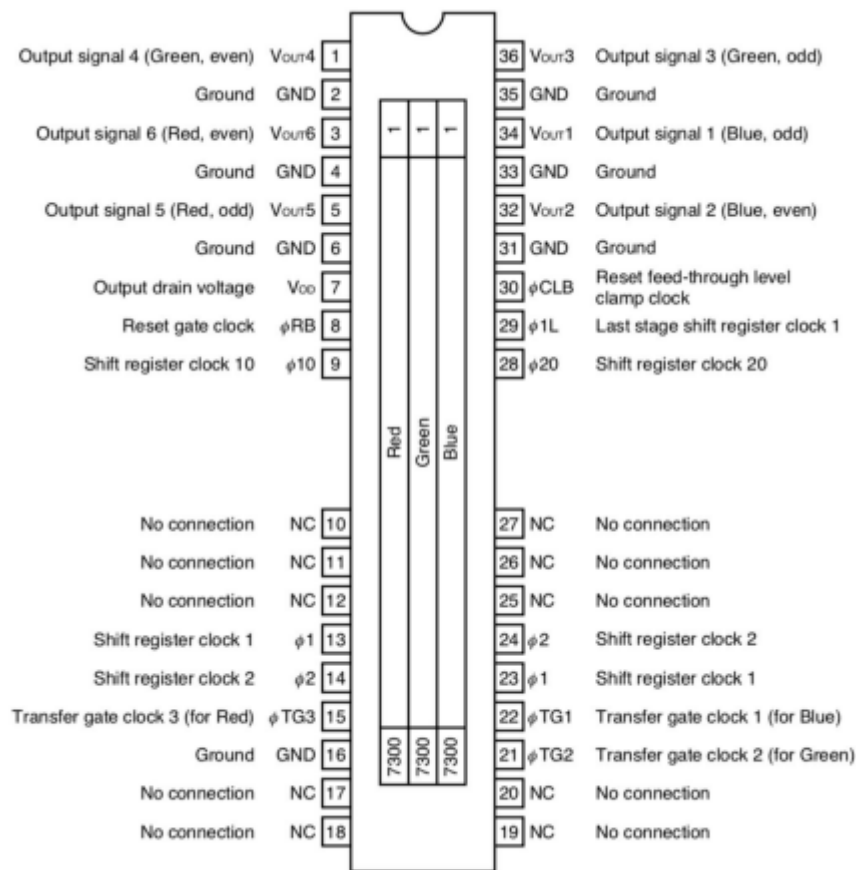 Output signal 4 (Green, even) VOUT4 1 36 VOUT3 Output signal 3 (Green, odd)
Ground GND 2 35 GND Ground
Output signal 6 (Red, even) VOUT6 3 34 VOUT1 Output signal 1 (Blue, odd)
1 1 1
Ground GND 4 33 GND Ground
Output signal 5 (Red, odd) VOUT5 5 32 VOUT2 Output signal 2 (Blue, even)
Ground GND 6 31 GND Ground
Output drain voltage VOD 7 30 φCLB Reset feed-through level
clamp clock
Reset gate clock φRB 8 29 φ1L Last stage shift register clock 1
Shift register clock 10 φ10 9 28 φ20 Shift register clock 20
Red Green Blue
No connection NC 10 27 NC No connection
No connection NC 11 26 NC No connection
No connection NC 12 25 NC No connection
Shift register clock 1 φ1 13 24 φ2 Shift register clock 2
Shift register clock 2 φ2 14 23 φ1 Shift register clock 1
Transfer gate clock 3 (for Red) φTG3 15 22 φTG1 Transfer gate clock 1 (for Blue)
Ground GND 16 21 φTG2 Transfer gate clock 2 (for Green)
7300 7300 7300
No connection NC 17 20 NC No connection
No connection NC 18 19 NC No connection